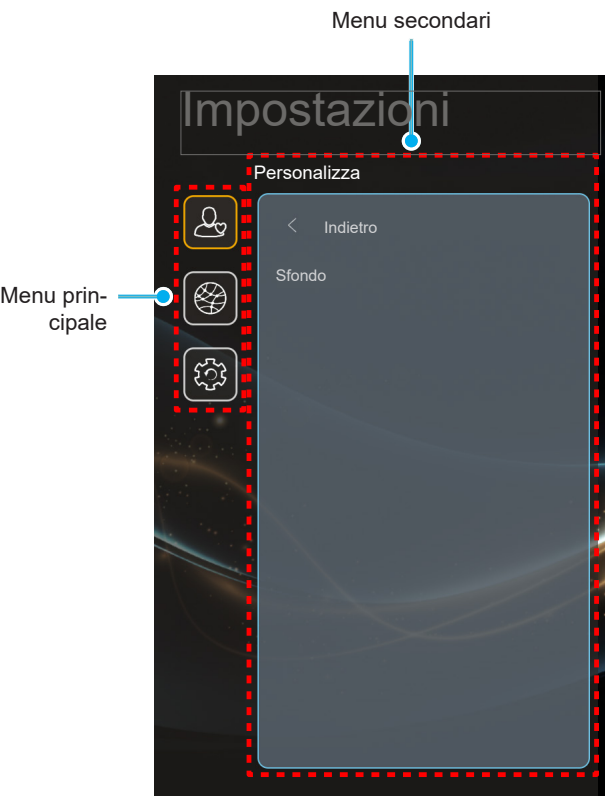 Menu secondari
Impostazioni
Personalizza
Indietro
Sfondo
Menu prin-
cipale